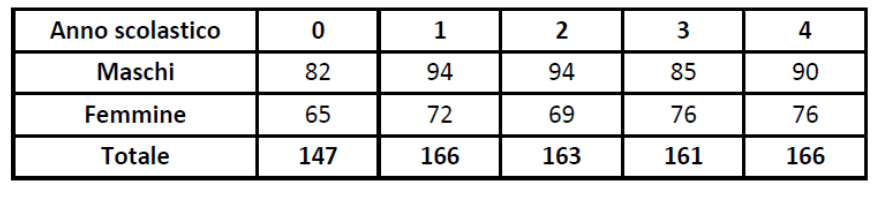 Anno scolastico 0 1 2 3 4
Maschi 82 94 94 85 90
Femmine 65 72 69 76 76
Totale 147 166 163 161 166